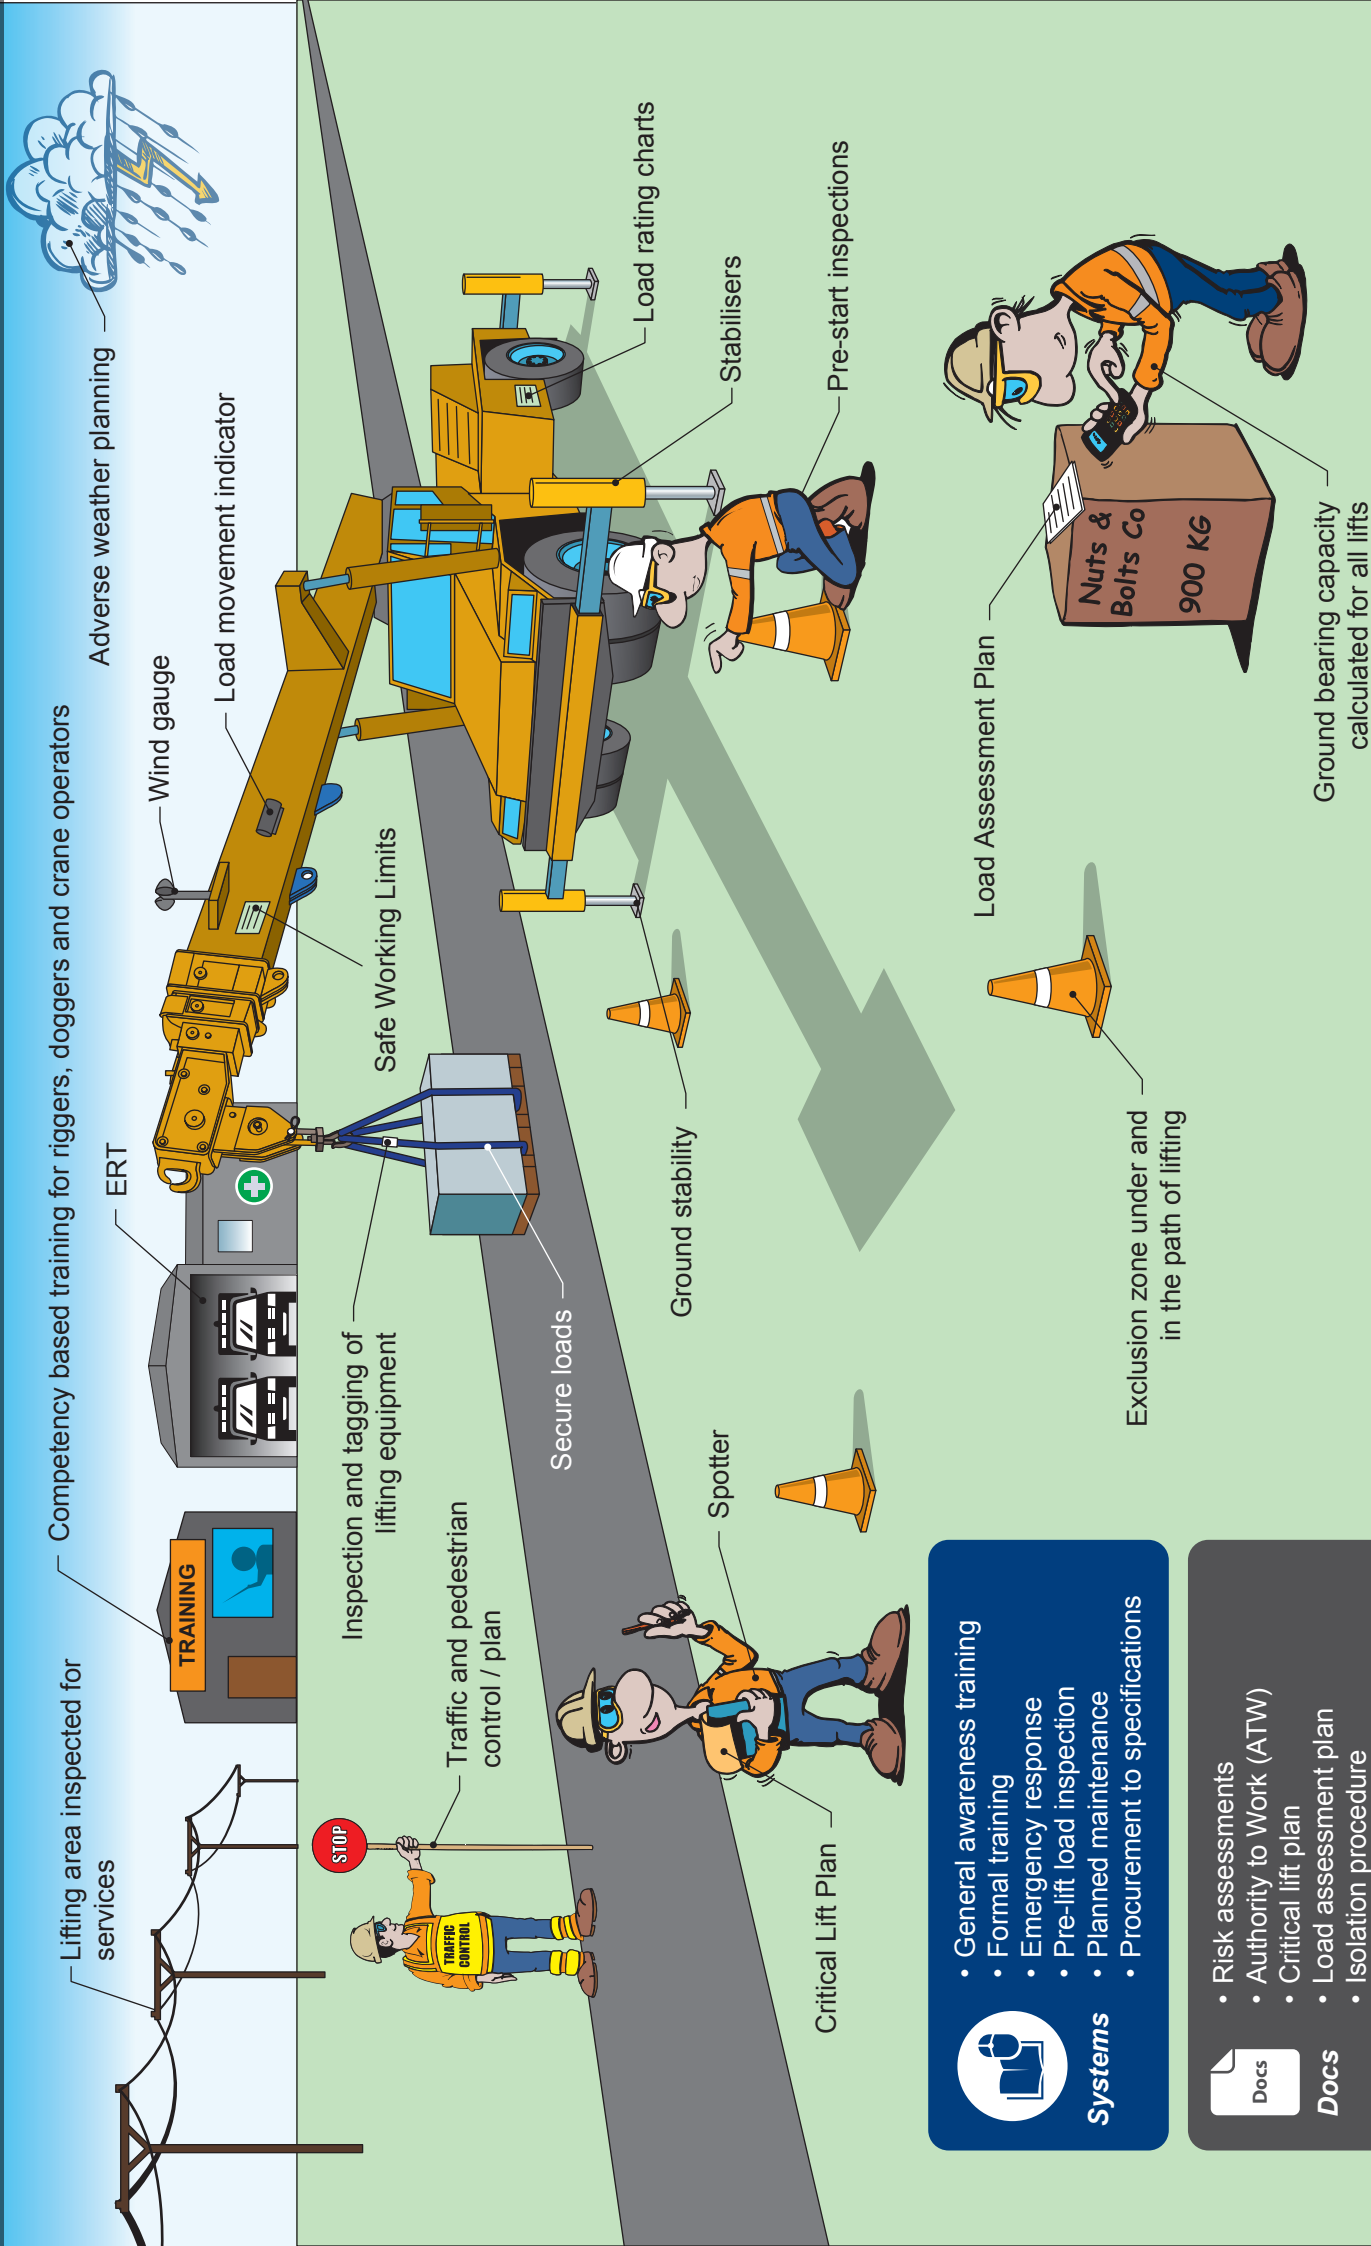 Lifting area inspected for
services
Competency based training for riggers, doggers and crane operators
TRAINING
ERT
Wind gauge
Adverse weather planning
Load movement indicator
Safe Working Limits
Inspection and tagging of
lifting equipment
STOP
TRAFFIC
CONTROL
Traffic and pedestrian
control / plan
Secure loads
Load rating charts
Stabilisers
Pre-start inspections
Ground stability
Spotter
Critical Lift Plan
Load Assessment Plan
Nuts &
Bolts Co
900 KG
Exclusion zone under and
in the path of lifting
Ground bearing capacity
calculated for all lifts
Systems
• General awareness training
• Formal training
• Emergency response
• Pre-lift load inspection
• Planned maintenance
• Procurement to specifications
Docs
Docs
• Risk assessments
• Authority to Work (ATW)
• Critical lift plan
• Load assessment plan
• Isolation procedure